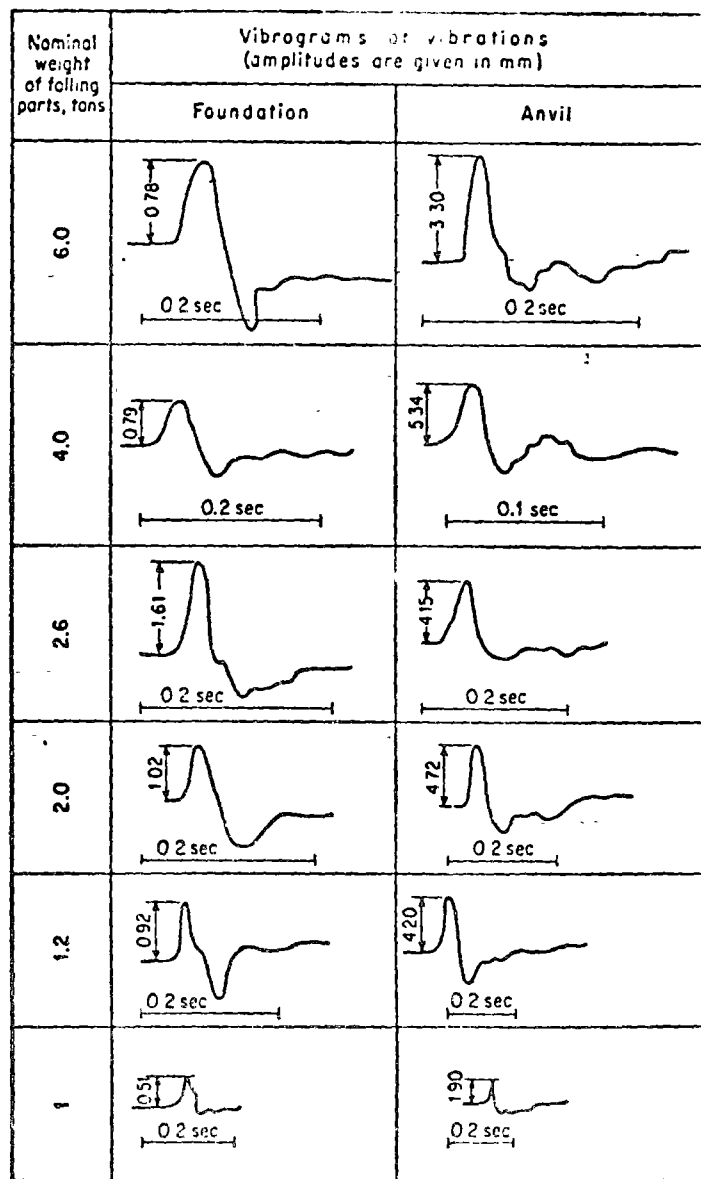 Nominal
weight
of falling
parts, tons
Vibrograms of vibrations
(amplitudes are given in mm)
Foundation
Anvil
6.0
0.78
0.2 sec
3.30
0.2 sec
4.0
0.79
0.2 sec
5.34
0.1 sec
2.6
1.61
0.2 sec
4.15
0.2 sec
2.0
1.02
0.2 sec
4.72
0.2 sec
1.2
0.92
0.2 sec
4.20
0.2 sec
1
0.51
0.2 sec
1.90
0.2 sec